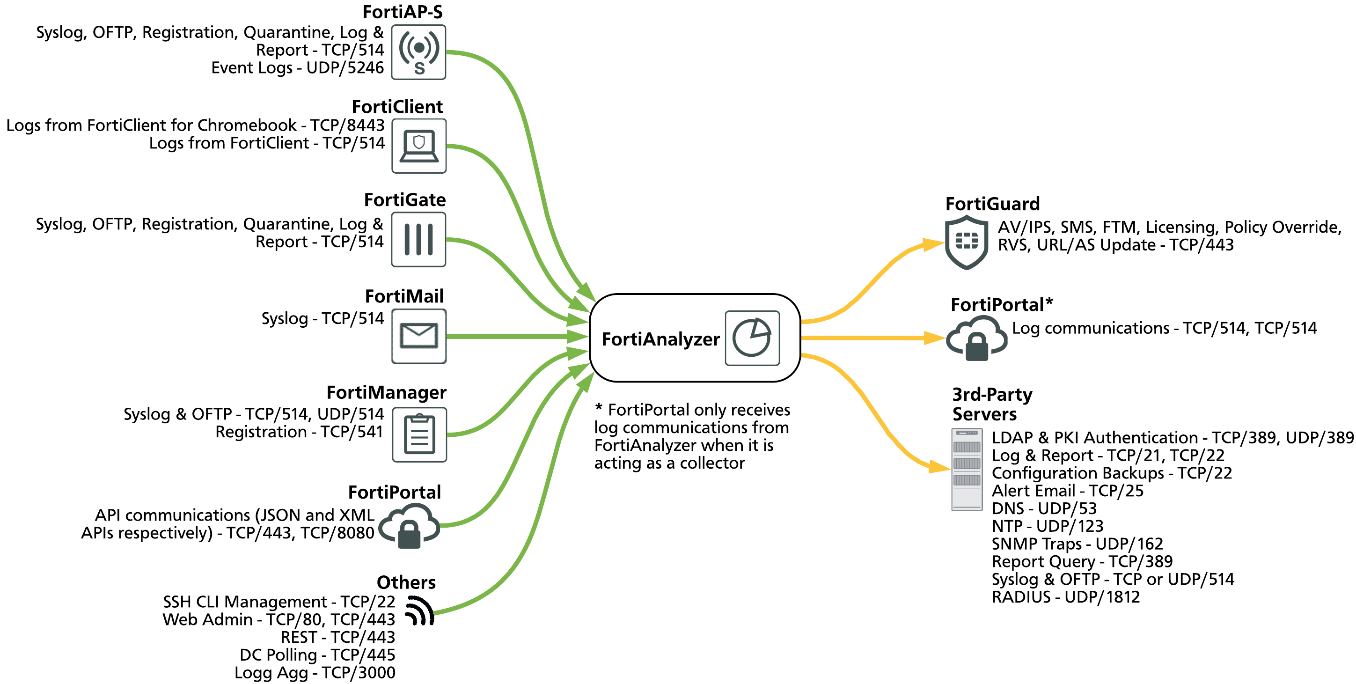 FortiAP-S
Syslog, OFTP, Registration, Quarantine, Log &
Report - TCP/514
Event Logs - UDP/5246
S
FortiClient
Logs from FortiClient for Chromebook - TCP/8443
Logs from FortiClient - TCP/514
FortiGate
Syslog, OFTP, Registration, Quarantine, Log &
Report - TCP/514
FortiMail
Syslog - TCP/514
FortiManager
Syslog & OFTP - TCP/514, UDP/514
Registration - TCP/541
FortiPortal
API communications (JSON and XML
APIs respectively) - TCP/443, TCP/8080
Others
SSH CLI Management - TCP/22
Web Admin - TCP/80, TCP/443
REST - TCP/443
DC Polling - TCP/445
Logg Agg - TCP/3000
FortiAnalyzer
* FortiPortal only receives
log communications from
FortiAnalyzer when it is
acting as a collector
FortiGuard
AV/IPS, SMS, FTM, Licensing, Policy Override,
RVS, URL/AS Update - TCP/443
FortiPortal*
Log communications - TCP/514, TCP/514
3rd-Party
Servers
LDAP & PKI Authentication - TCP/389, UDP/389
Log & Report - TCP/21, TCP/22
Configuration Backups - TCP/22
Alert Email - TCP/25
DNS - UDP/53
NTP - UDP/123
SNMP Traps - UDP/162
Report Query - TCP/389
Syslog & OFTP - TCP or UDP/514
RADIUS - UDP/1812